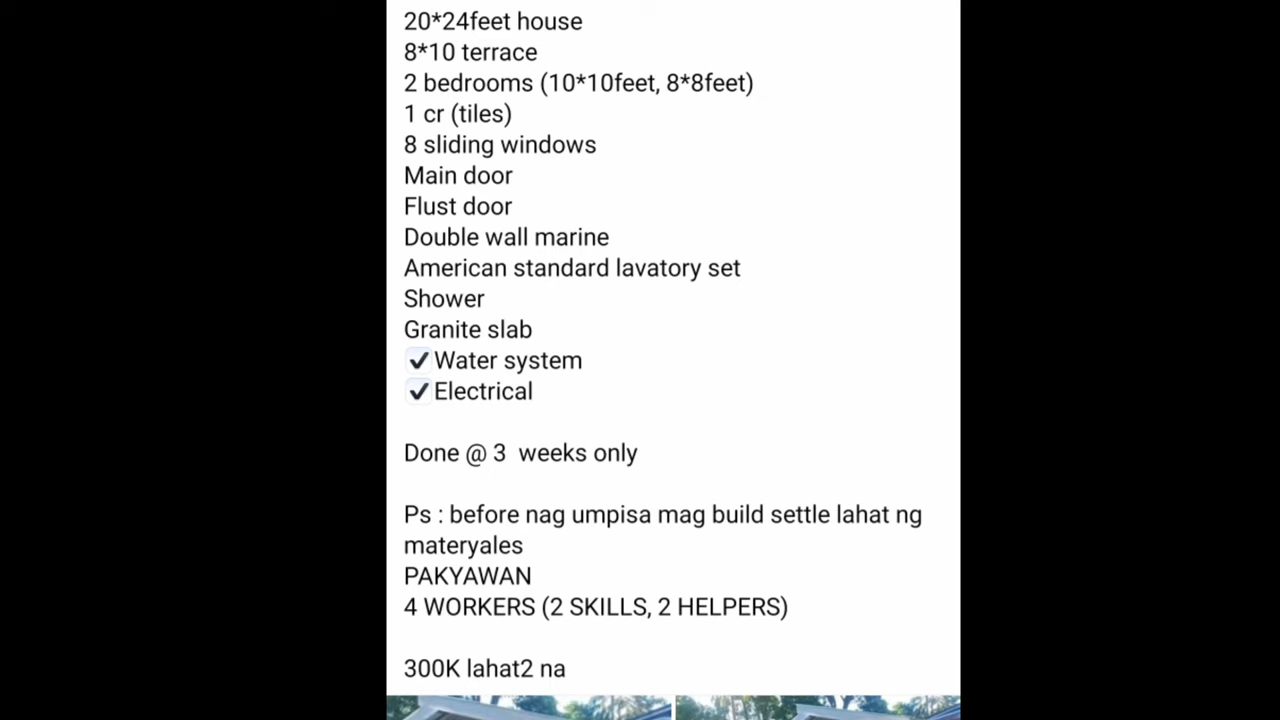 20*24feet house
8*10 terrace
2 bedrooms (10*10feet, 8*8feet)
1 cr (tiles)
8 sliding windows
Main door
Flust door
Double wall marine
American standard lavatory set
Shower
Granite slab
✔Water system
✔Electrical
Done @ 3  weeks only
Ps : before nag umpisa mag build settle lahat ng
materyales
PAKYAWAN
4 WORKERS (2 SKILLS, 2 HELPERS)
300K lahat2 na